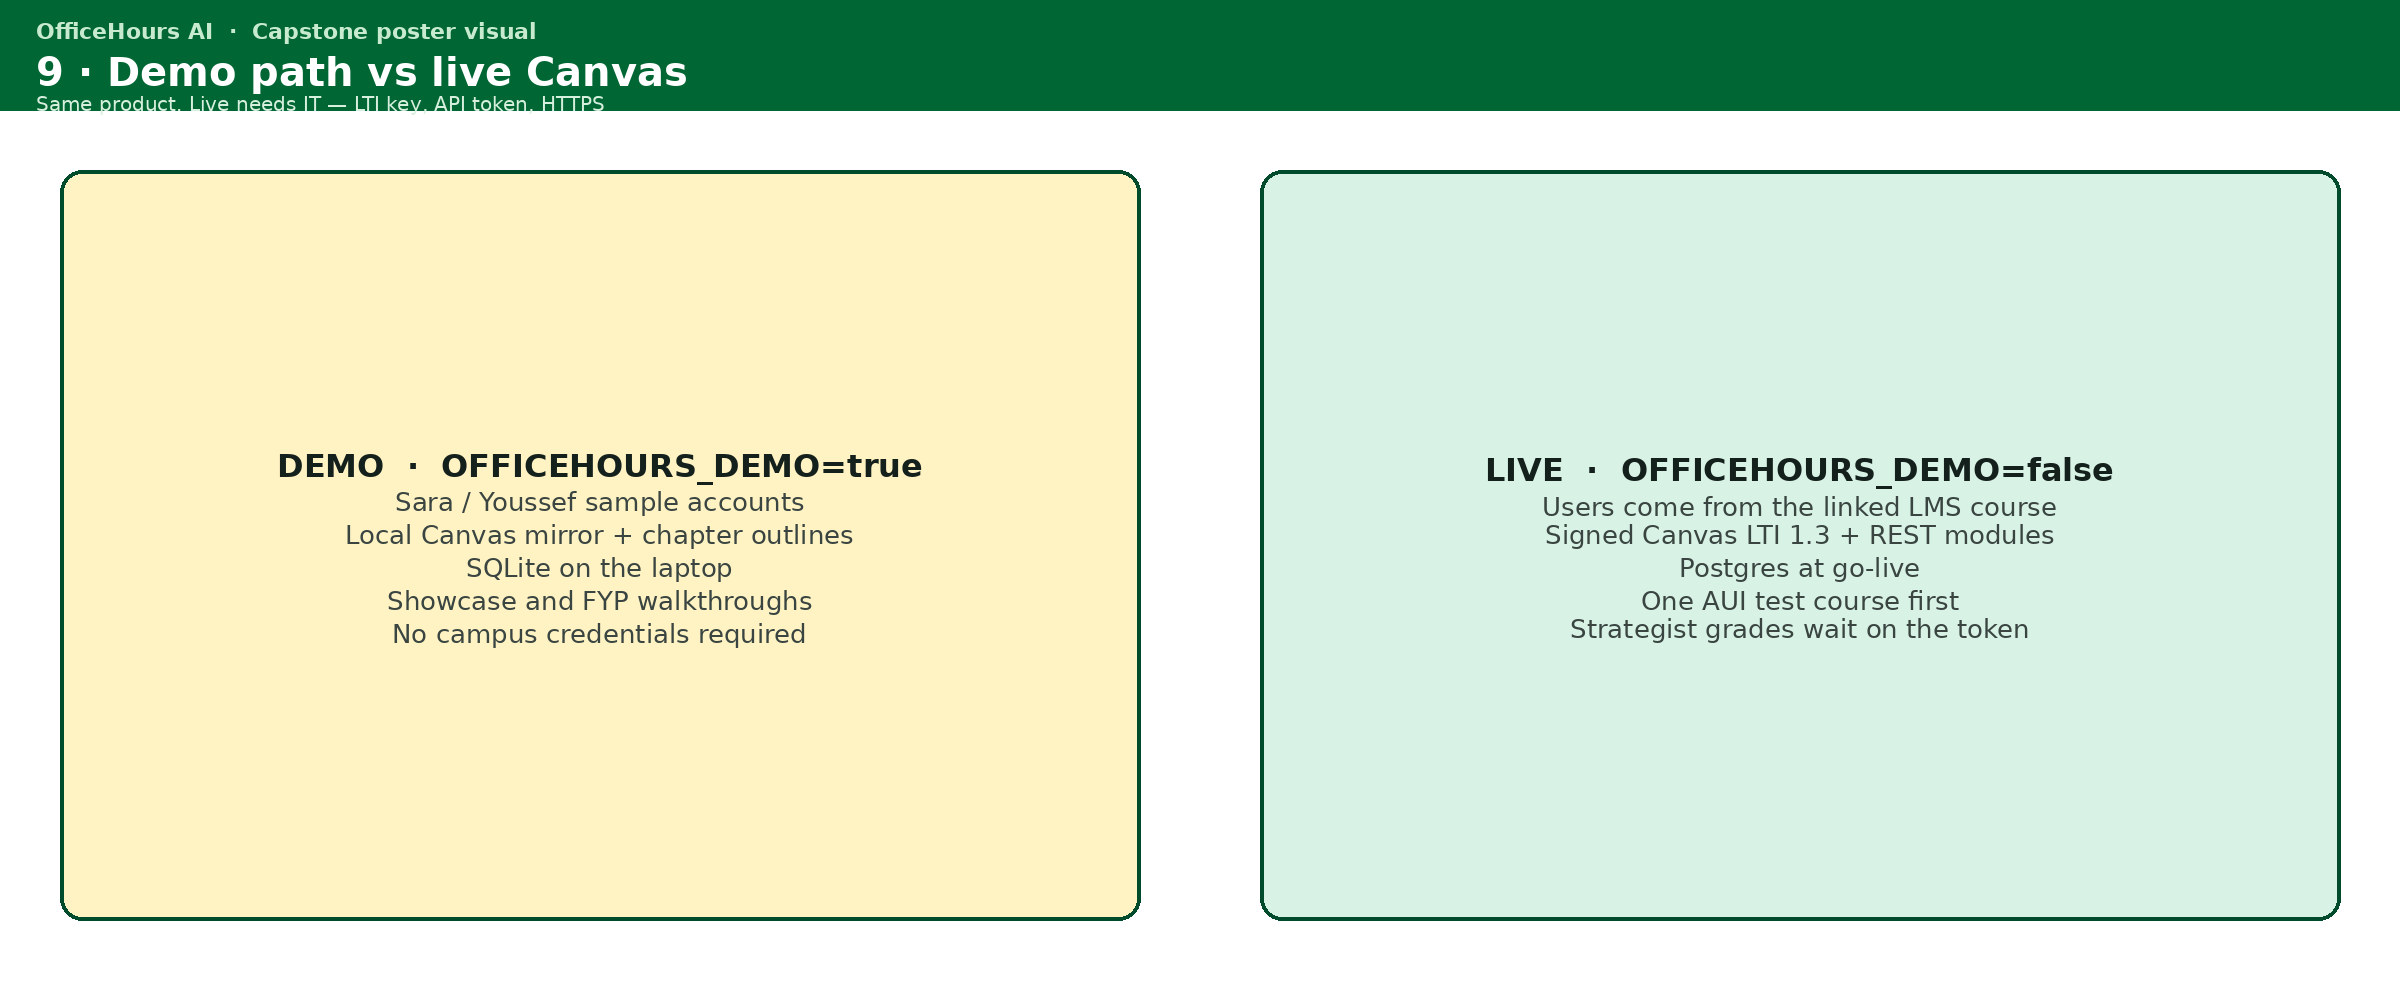 OfficeHours AI · Capstone poster visual
9 · Demo path vs live Canvas
Same product. Live needs IT — LTI key, API token, HTTPS
DEMO · OFFICEHOURS_DEMO=true
Sara / Youssef sample accounts
Local Canvas mirror + chapter outlines
SQLite on the laptop
Showcase and FYP walkthroughs
No campus credentials required
LIVE · OFFICEHOURS_DEMO=false
Users come from the linked LMS course
Signed Canvas LTI 1.3 + REST modules
Postgres at go-live
One AUI test course first
Strategist grades wait on the token